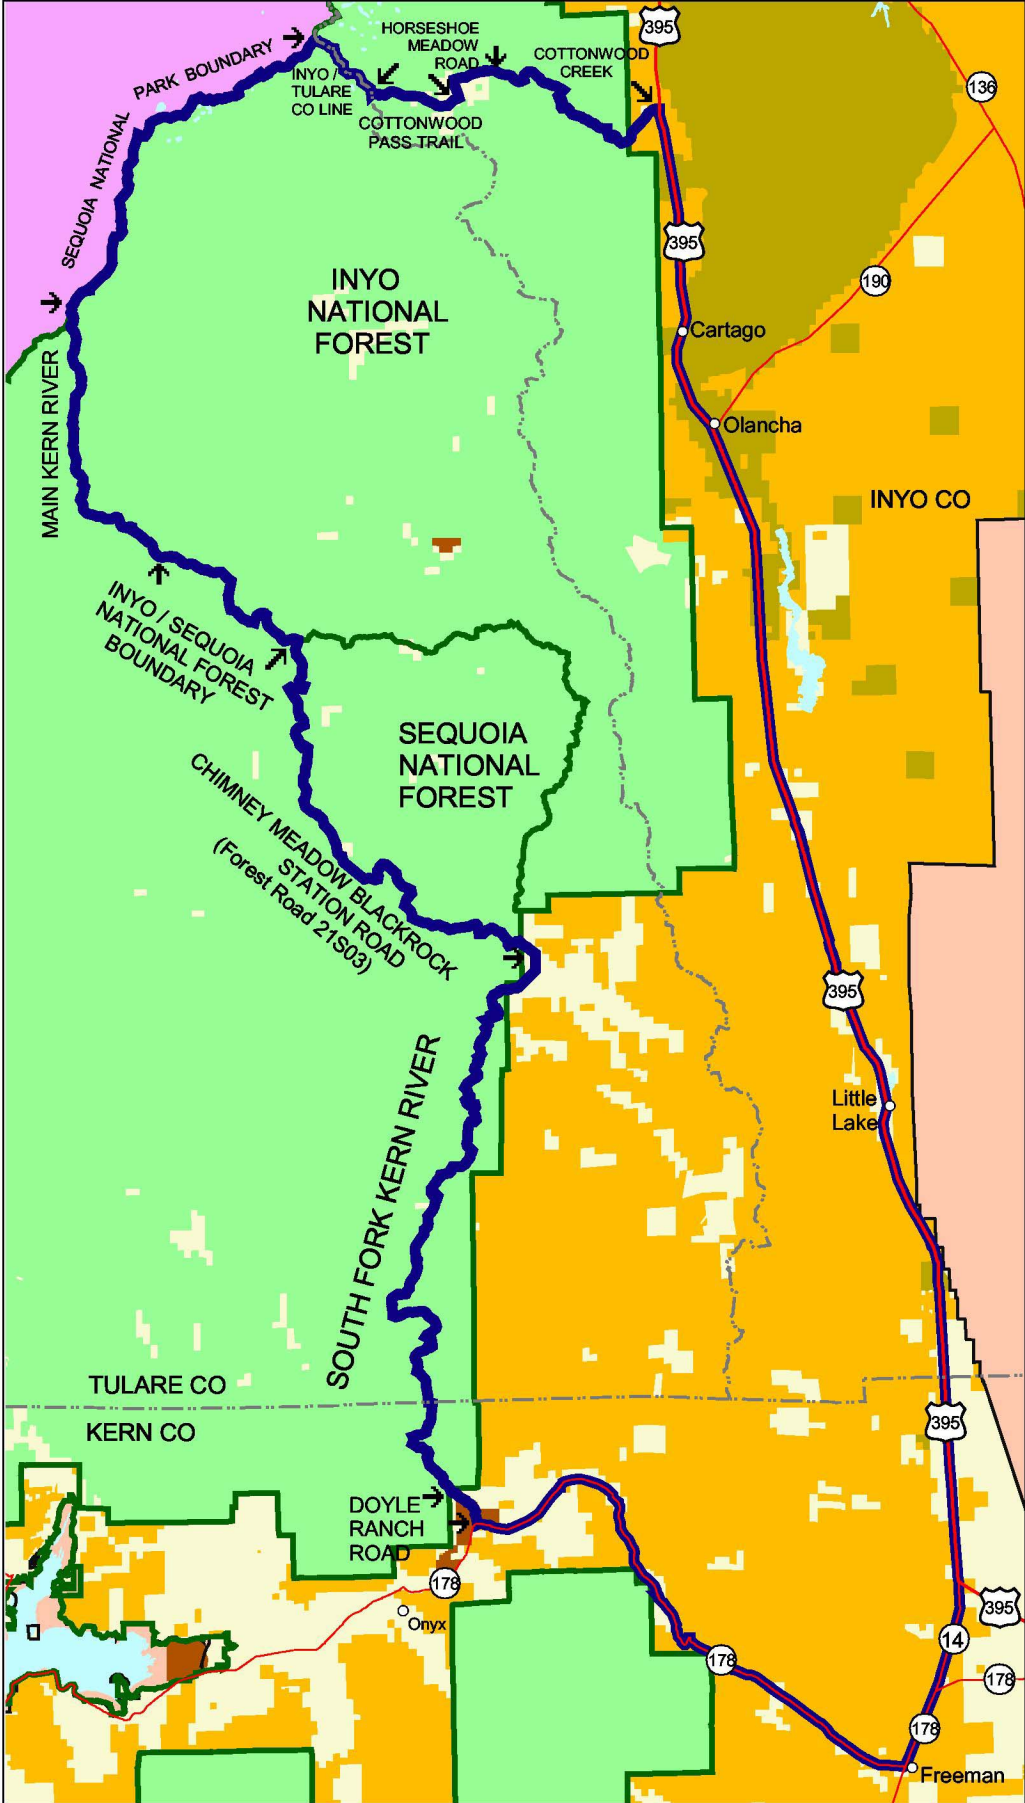 HORSESHOE
MEADOW
ROAD
395
COTTONWOOD
CREEK
SEQUOIA NATIONAL PARK BOUNDARY
INYO /
TULARE
CO LINE
136
COTTONWOOD
PASS TRAIL
395
190
INYO
NATIONAL
FOREST
Cartago
Olancha
MAIN KERN RIVER
INYO CO
INYO / SEQUOIA
NATIONAL FOREST
BOUNDARY
SEQUOIA
NATIONAL
FOREST
CHIMNEY MEADOW BLACKROCK
STATION ROAD
(Forest Road 21S03)
395
SOUTH FORK KERN RIVER
Little
Lake
TULARE CO
KERN CO
395
DOYLE
RANCH
ROAD
178
Onyx
395
14
178
178
178
Freeman